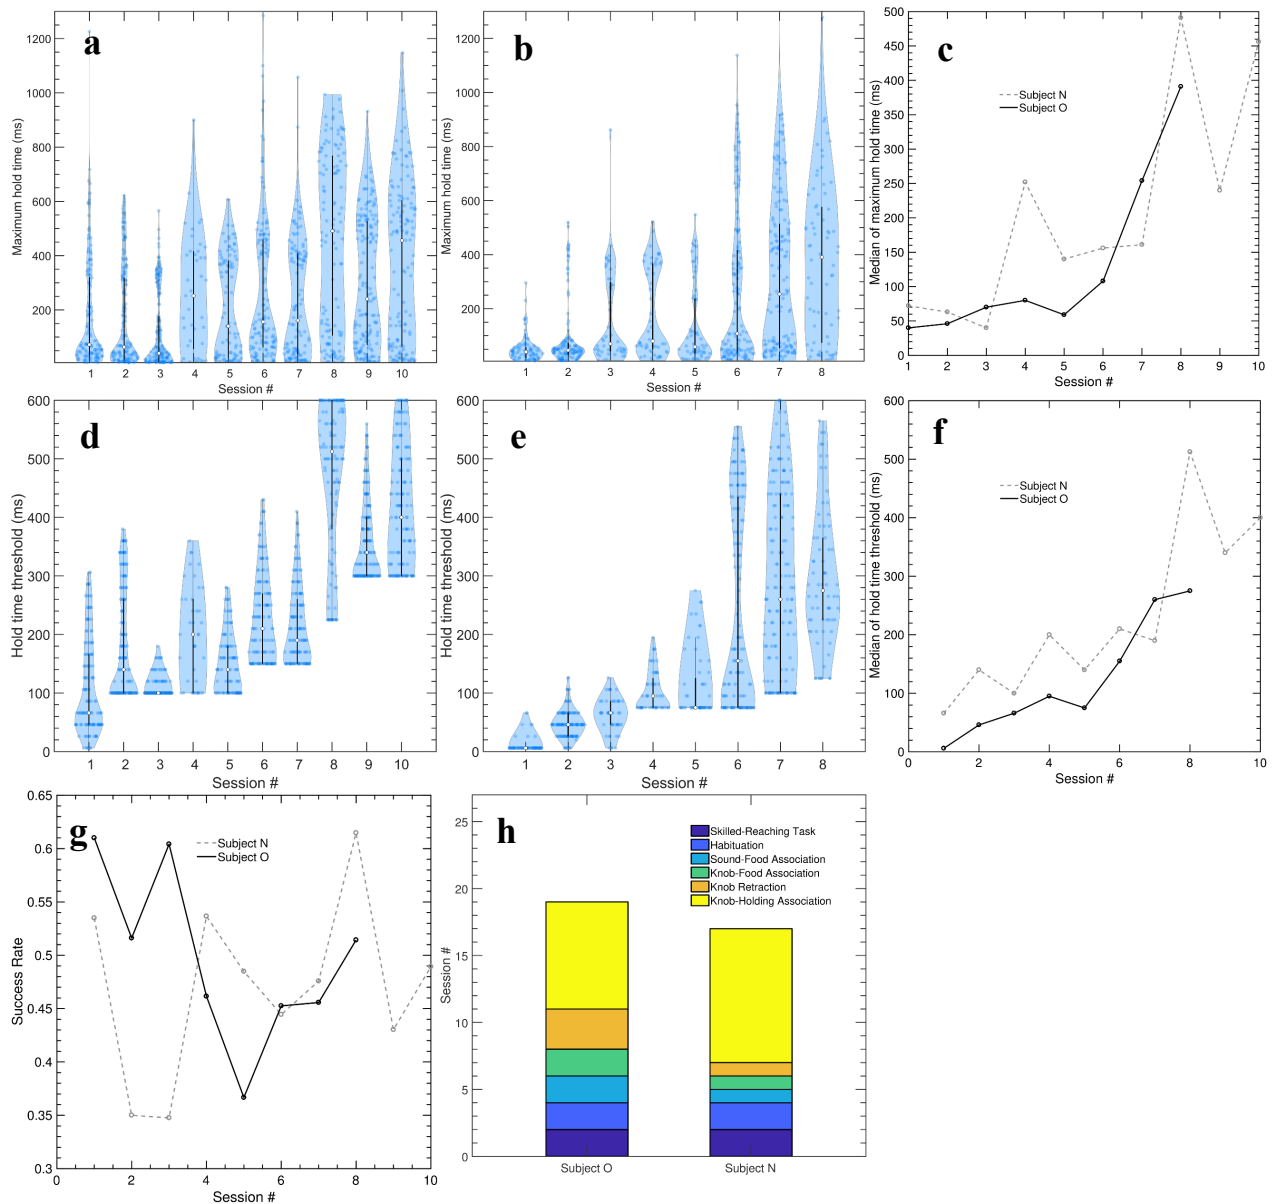 a
Maximum hold time (ms)
1200
1000
800
600
400
200
1 2 3 4 5 6 7 8 9 10
Session #
b
Maximum hold time (ms)
1200
1000
800
600
400
200
1 2 3 4 5 6 7 8
Session #
c
Median of maximum hold time (ms)
500
450
400
350
300
250
200
150
100
50
0
Subject N
Subject O
1 2 3 4 5 6 7 8 9 10
Session #
d
Hold time threshold (ms)
600
500
400
300
200
100
0
1 2 3 4 5 6 7 8 9 10
Session #
e
Hold time threshold (ms)
600
500
400
300
200
100
0
1 2 3 4 5 6 7 8
Session #
f
Median of hold time threshold (ms)
600
500
400
300
200
100
0
Subject N
Subject O
0 2 4 6 8 10
Session #
g
Success Rate
0.65
0.6
0.55
0.5
0.45
0.4
0.35
0.3
Subject N
Subject O
0 2 4 6 8 10
Session #
h
Session #
25
20
15
10
5
0
Skilled-Reaching Task
Habituation
Sound-Food Association
Knob-Food Association
Knob Retraction
Knob-Holding Association
Subject O Subject N